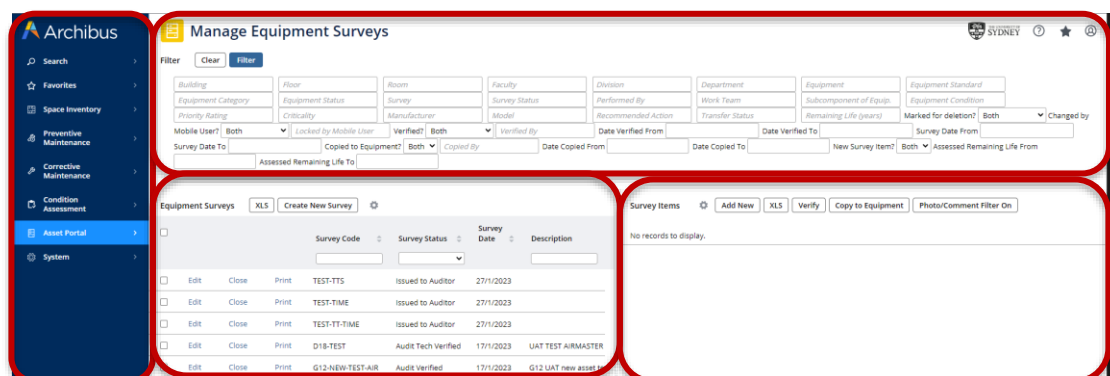 Archibus
Search
Favorites
Space Inventory
Preventive
Maintenance
Corrective
Maintenance
Condition
Assessment
Asset Portal
System
Manage Equipment Surveys
THE UNIVERSITY OF
SYDNEY
Filter Clear Filter
Building Floor Room Faculty Division Department Equipment Equipment Standard
Equipment Category Equipment Status Survey Survey Status Performed By Work Team Subcomponent of Equip. Equipment Condition
Priority Rating Criticality Manufacturer Model Recommended Action Transfer Status Remaining Life (years) Marked for deletion? Both Changed by
Mobile User? Both Locked by Mobile User Verified? Both Verified By Date Verified From Date Verified To Survey Date From
Survey Date To Copied to Equipment? Both Copied By Date Copied From Date Copied To New Survey Item? Both Assessed Remaining Life From
Assessed Remaining Life To
Equipment Surveys XLS Create New Survey
Survey Code Survey Status Survey Date Description
Edit Close Print TEST-TTS Issued to Auditor 27/1/2023
Edit Close Print TEST-TIME Issued to Auditor 27/1/2023
Edit Close Print TEST-TT-TIME Issued to Auditor 27/1/2023
Edit Close Print D18-TEST Audit Tech Verified 17/1/2023 UAT TEST AIRMASTER
Edit Close Print G12-NEW-TEST-AIR Audit Verified 17/1/2023 G12 UAT new asset
Survey Items Add New XLS Verify Copy to Equipment Photo/Comment Filter On
No records to display.